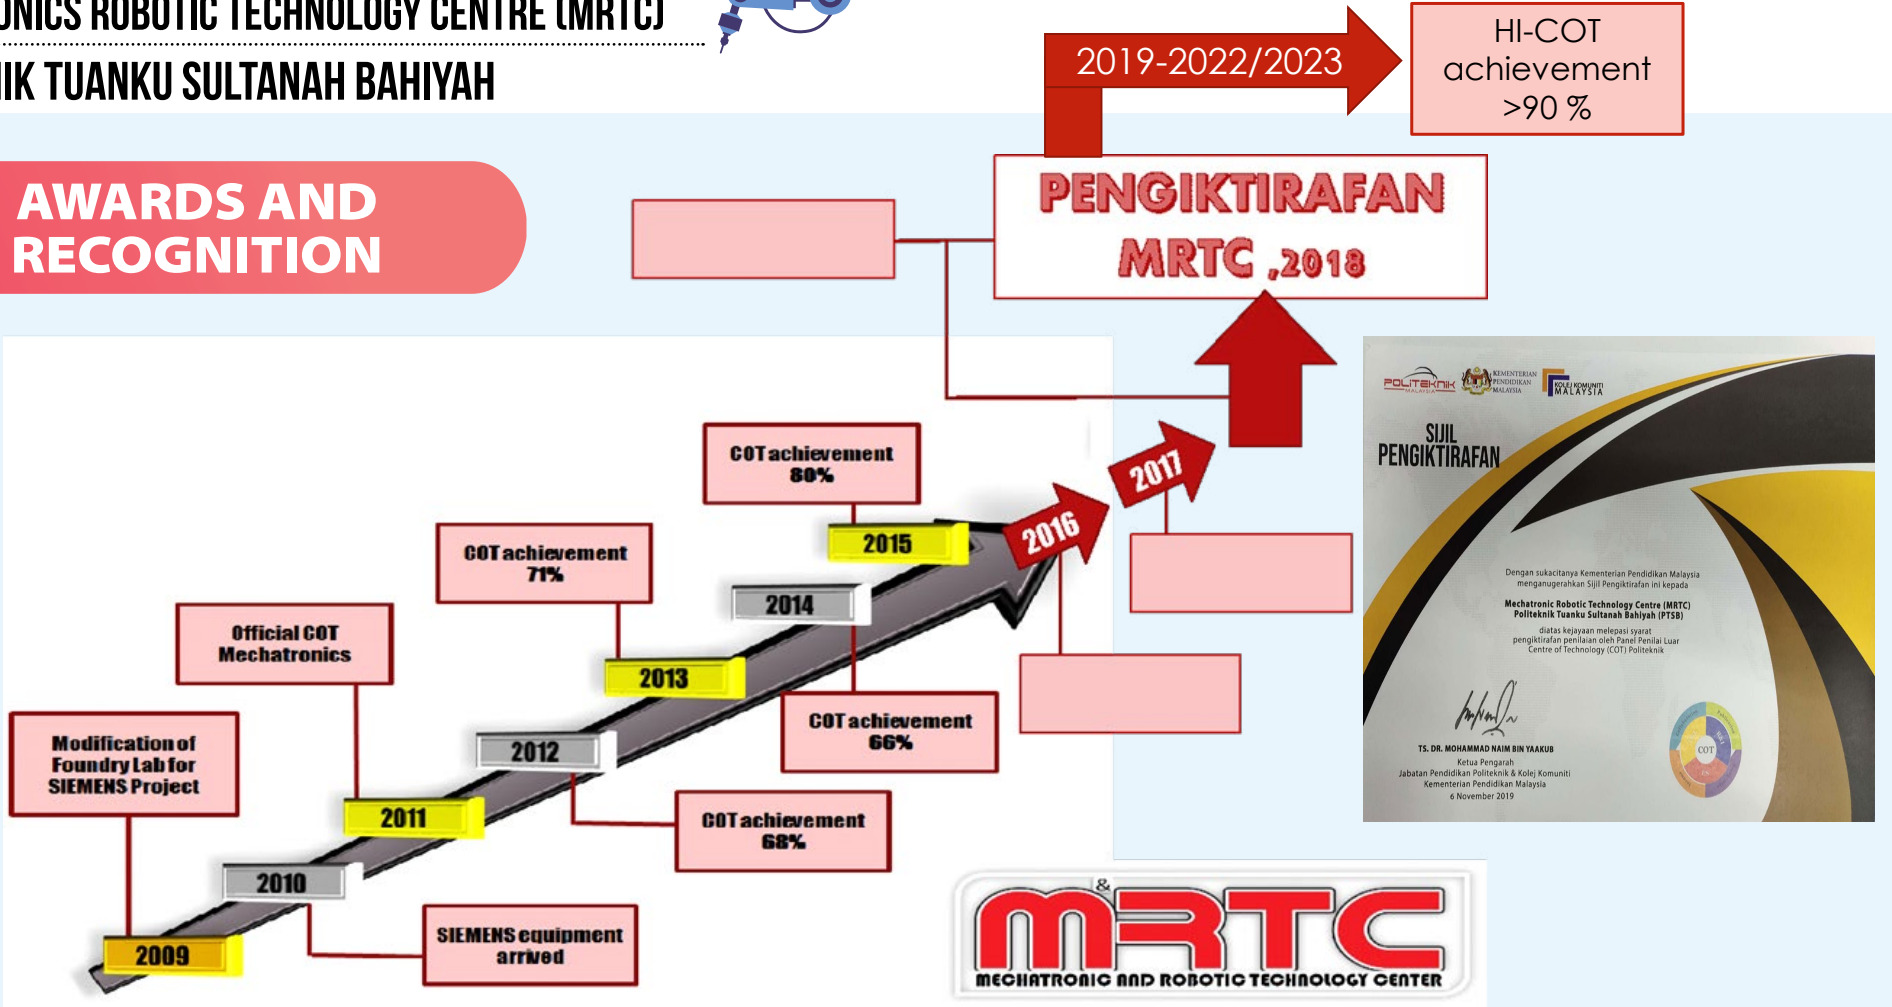 ONICS ROBOTIC TECHNOLOGY CENTRE (MRTC)
NIK TUANKU SULTANAH BAHIYAH
2019-2022/2023
HI-COT
achievement
>90 %
AWARDS AND
RECOGNITION
PENGIKTIRAFAN
MRTC ,2018
COT achievement
80%
2017
2016
2015
COT achievement
71%
2014
Official COT
Mechatronics
2013
COT achievement
66%
Modification of
Foundry Lab for
SIEMENS Project
2012
2011
COT achievement
68%
2010
SIEMENS equipment
arrived
2009
M&RTC
MECHATRONIC AND ROBOTIC TECHNOLOGY CENTER
POLITEKNIK
MALAYSIA
KEMENTERIAN
PENDIDIKAN
MALAYSIA
KOLEJ KOMUNITI
MALAYSIA
SIJIL
PENGIKTIRAFAN
Dengan sukacitanya Kementerian Pendidikan Malaysia
menganugerahkan Sijil Pengiktirafan ini kepada
Mechatronic Robotic Technology Centre (MRTC)
Politeknik Tuanku Sultanah Bahiyah (PTSB)
diatas kejayaan melepasi syarat
pengiktirafan penilaian oleh Panel Penilai Luar
Centre of Technology (COT) Politeknik
TS. DR. MOHAMMAD NAIM BIN YAAKUB
Ketua Pengarah
Jabatan Pendidikan Politeknik & Kolej Komuniti
Kementerian Pendidikan Malaysia
6 November 2019
COT